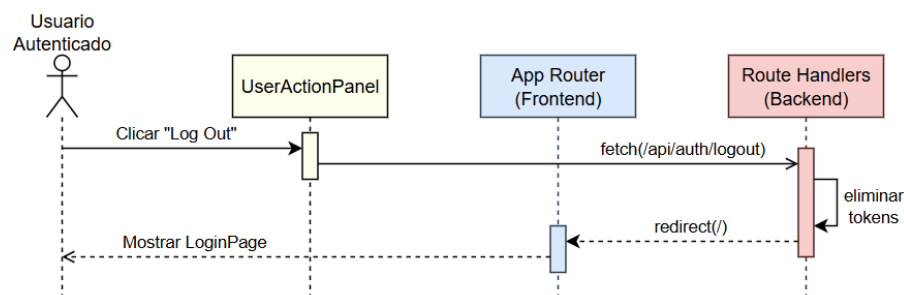 Usuario
Autenticado
UserActionPanel
App Router
(Frontend)
Route Handlers
(Backend)
Clicar "Log Out"
fetch(/api/auth/logout)
eliminar
tokens
redirect(/)
Mostrar LoginPage